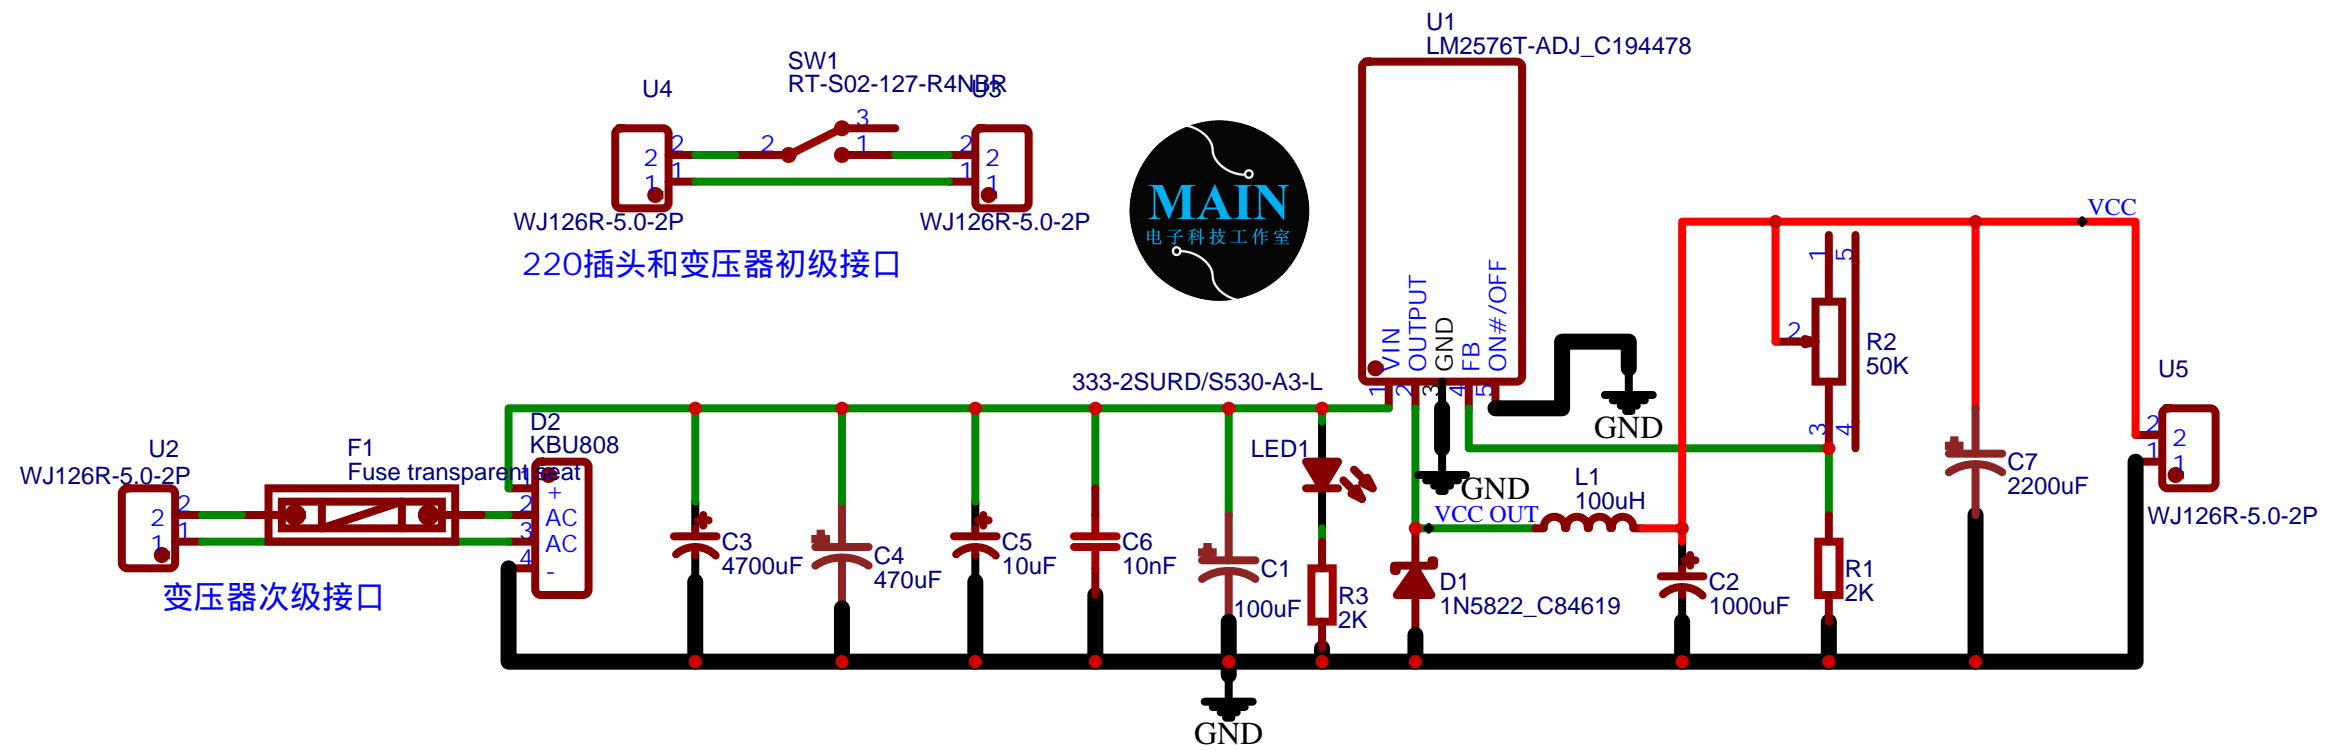 U1
LM2576T-ADJ_C194478
SW1
RT-S02-127-R4NBR
U4
U3
3
2
2
1
2
1
1
2
1
2
1
WJ126R-5.0-2P
WJ126R-5.0-2P
220插头和变压器初级接口
MAIN
电子科技工作室
VIN
OUTPUT
GND
FB
ON#/OFF
1
2
3
4
5
GND
GND
VCC
1
5
2
R2
50K
3
4
U5
2
1
2
1
WJ126R-5.0-2P
333-2SURD/S530-A3-L
D2
KBU808
U2
WJ126R-5.0-2P
F1
Fuse transparent seat
2
1
2
1
1
2
3
4
+
AC
AC
-
变压器次级接口
C3
4700uF
C4
470uF
C5
10uF
C6
10nF
C1
100uF
LED1
R3
2K
VCC OUT
L1
100uH
D1
1N5822_C84619
C2
1000uF
R1
2K
C7
2200uF
GND